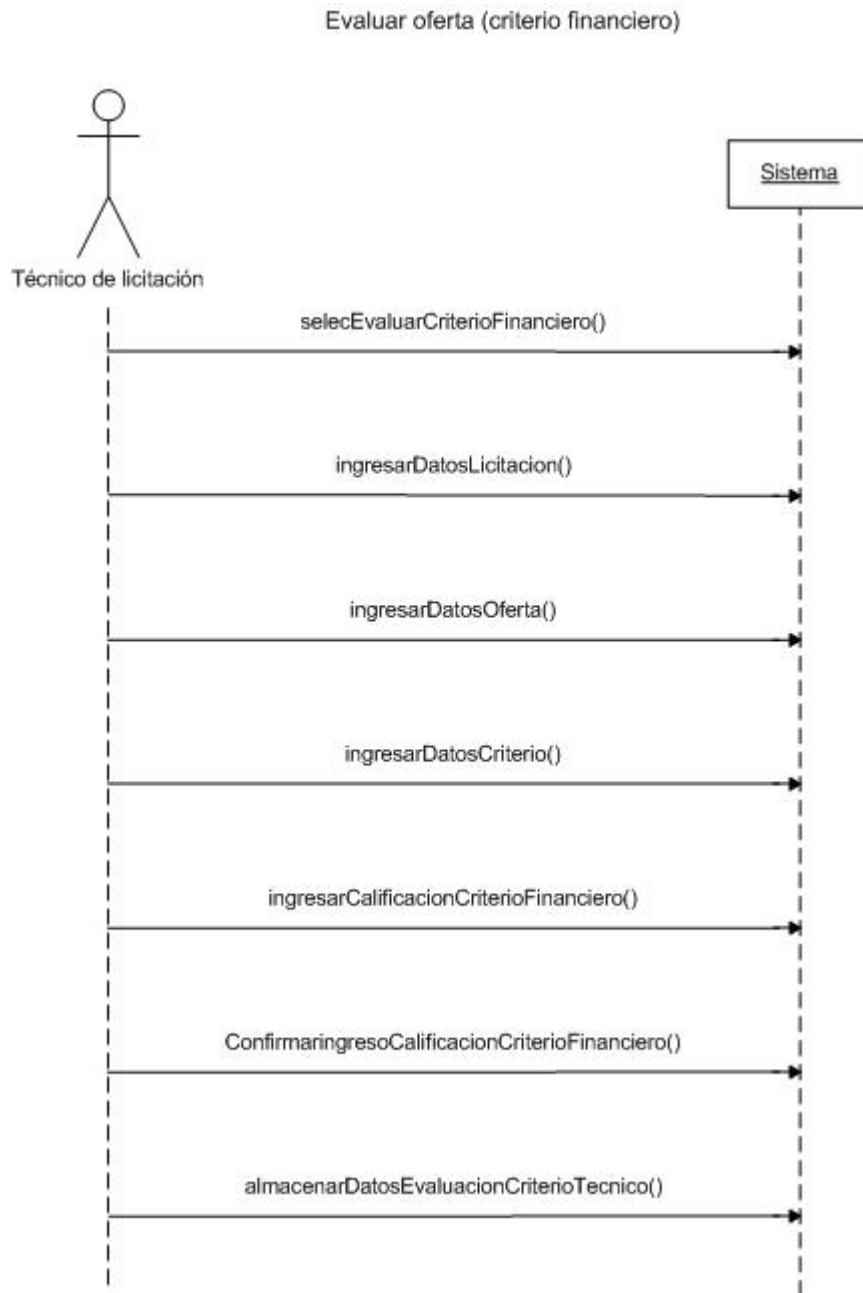 Evaluar oferta (criterio financiero)
Sistema
Técnico de licitación
selecEvaluarCriterioFinanciero()
ingresarDatosLicitacion()
ingresarDatosOferta()
ingresarDatosCriterio()
ingresarCalificacionCriterioFinanciero()
ConfirmaringresoCalificacionCriterioFinanciero()
almacenarDatosEvaluacionCriterioTecnico()